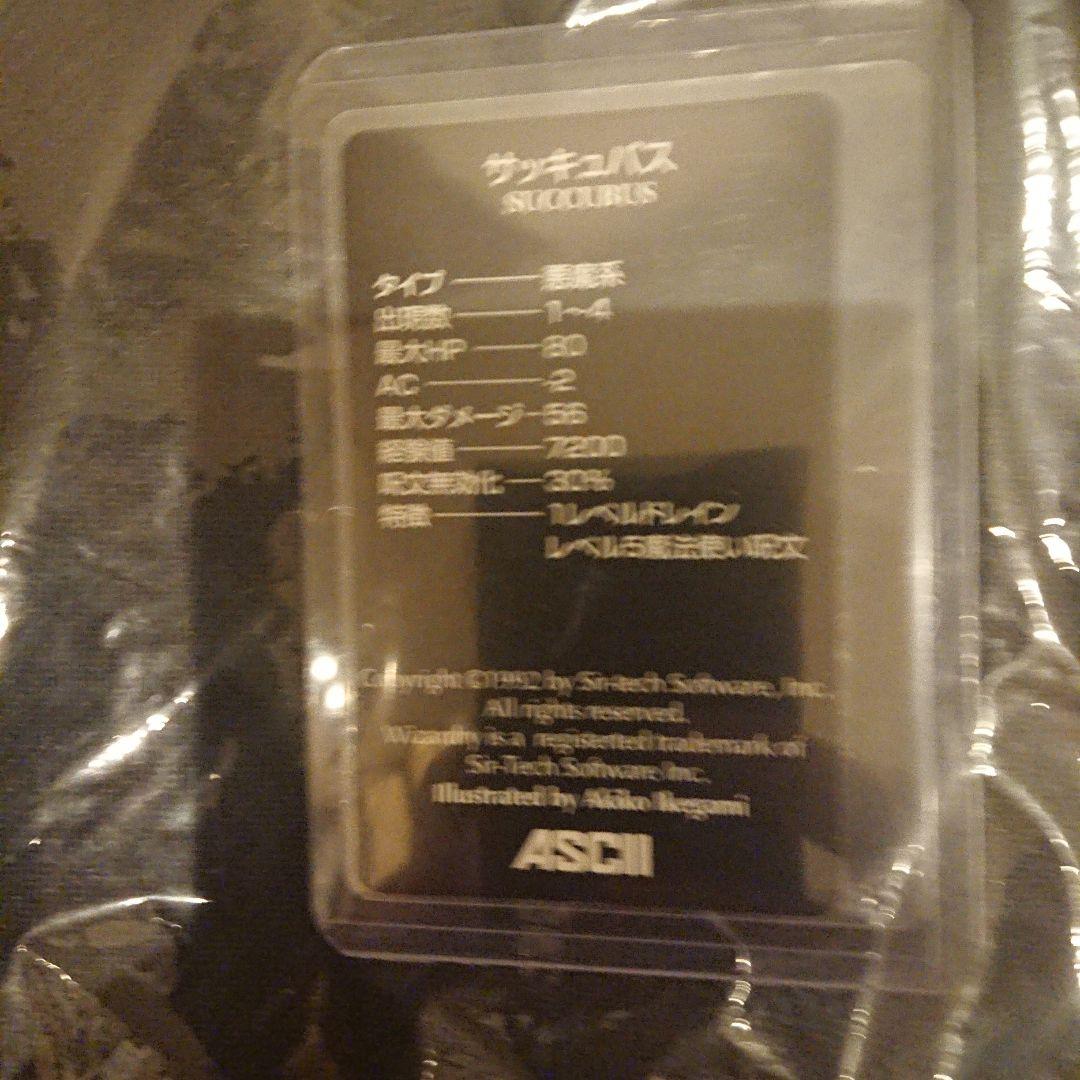 サッキュバス
SUCCUBUS
タイプ ——— 悪魔系
出現数 ——— 1〜4
最大HP ——— 80
AC ——— -2
最大ダメージ - 56
経験値 ——— 7200
呪文無効化 — 30%
特徴 ——— 1レベルドレイン
レベル5魔法使い呪文
Copyright ©1992 by Sir-tech Software, Inc.
All rights reserved.
Wizardry is a registerted trademark of
Sir-Tech Software, Inc.
Illustrated by Akiko Ikegami
ASCII